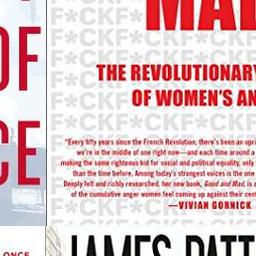 OF
CE
ONCE
F*CKF*CKF*
MAD
THE REVOLUTIONARY
OF WOMEN'S AN
"Every fifty years since the French Revolution, there's been an upri
we're in the middle of one right now—and each time around a
making the same righteous bid for social and political equality, only
than the time before. Among today's strongest voices is the one
Deeply felt and richly researched, her new book, Good and Mad, is
of the cumulative anger women feel coming up against their cen
—VIVIAN GORNICK
JAMES PATT